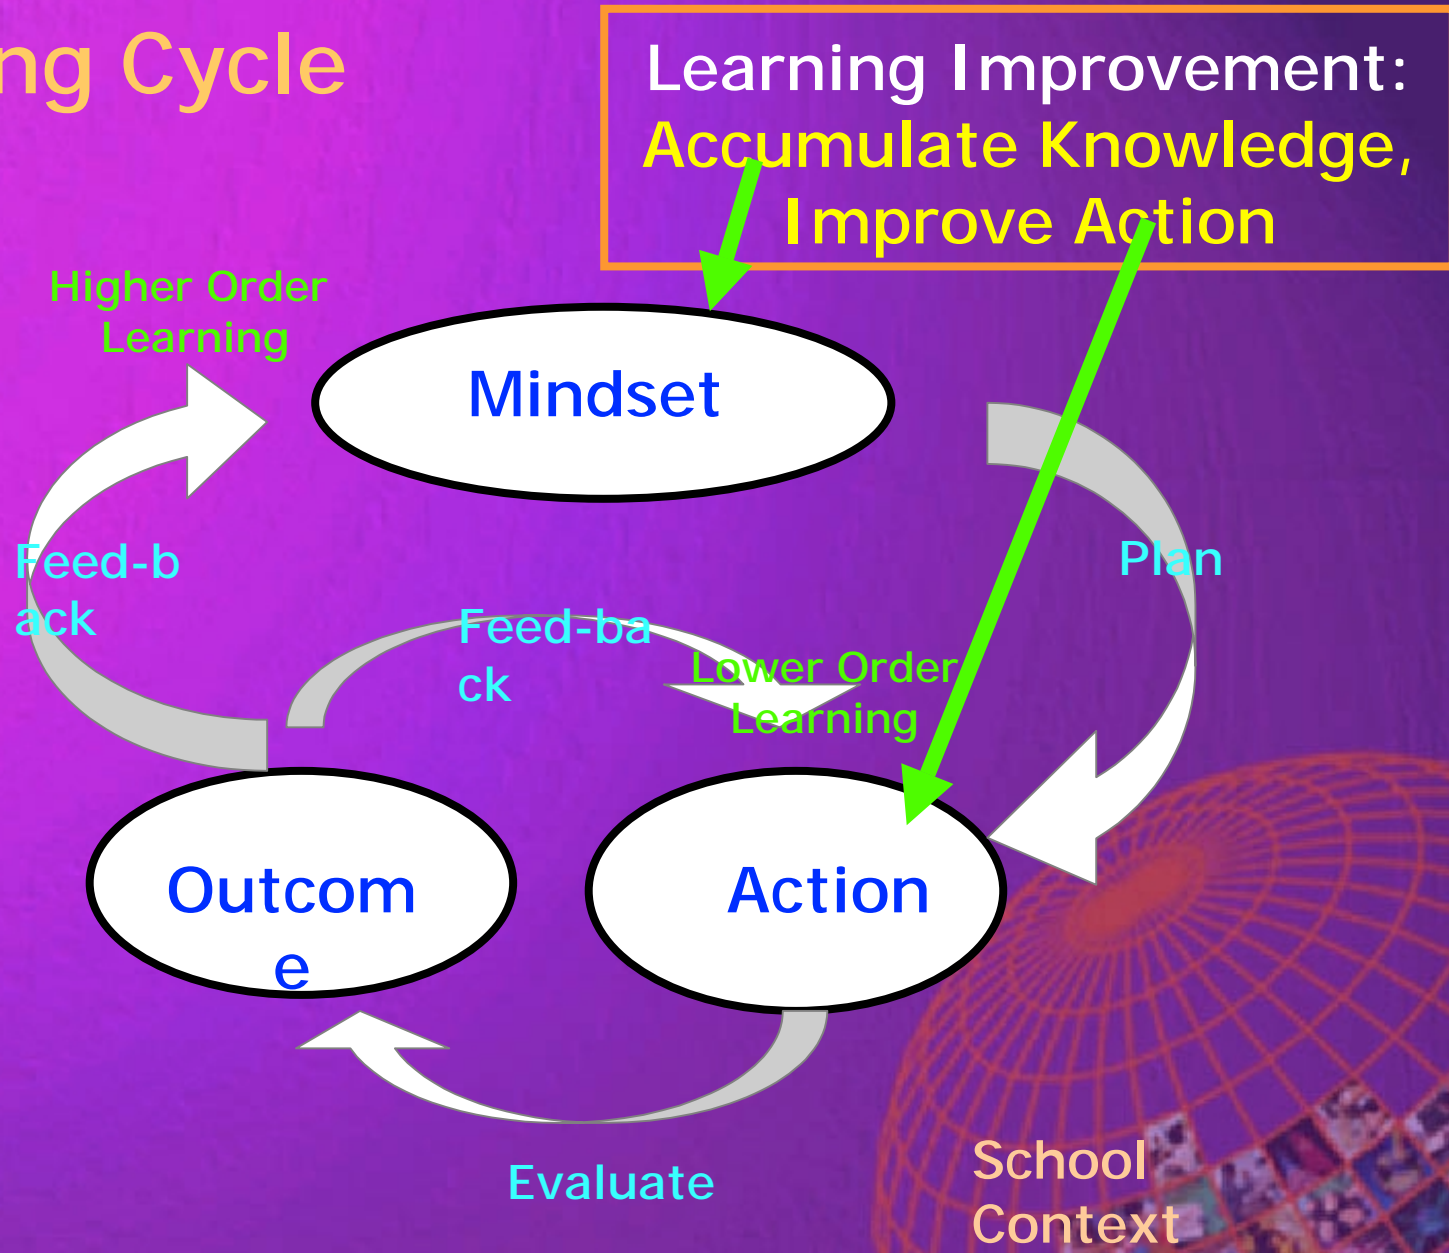 ng Cycle
Learning Improvement:
Accumulate Knowledge,
Improve Action
Higher Order
Learning
Mindset
Feed-b
ack
Plan
Feed-ba
ck
Lower Order
Learning
Outcom
e
Action
Evaluate
School
Context